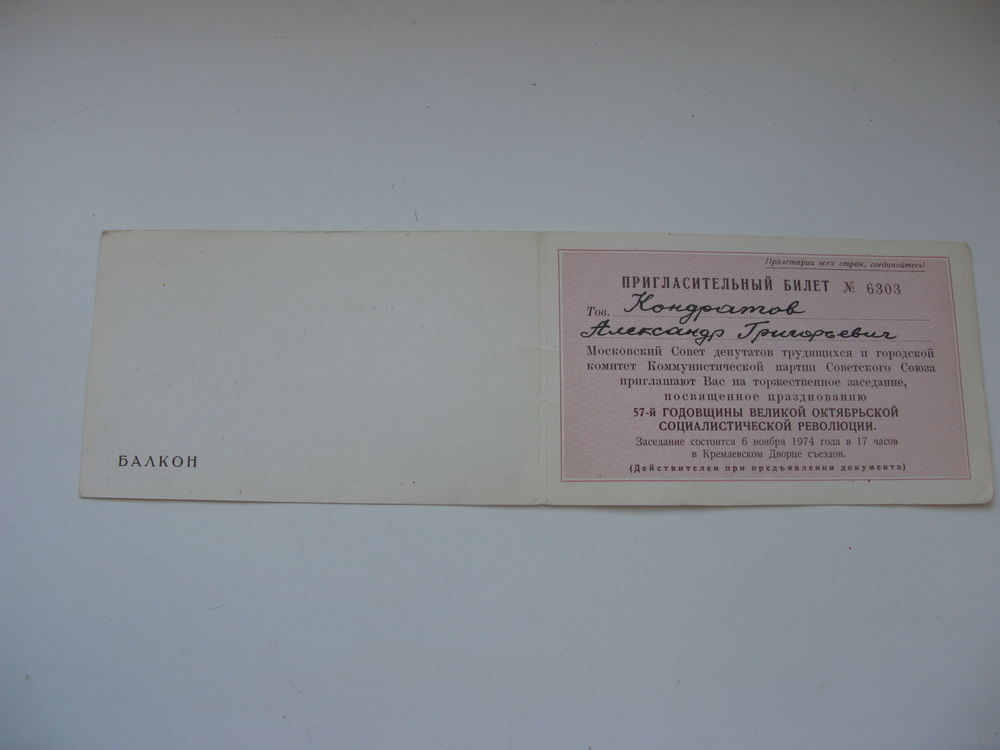 БАЛКОН
Пролетарии всех стран, соединяйтесь!
ПРИГЛАСИТЕЛЬНЫЙ БИЛЕТ № 6303
Тов. Кондратов
Александр Григорьевич
Московский Совет депутатов трудящихся и городской
комитет Коммунистической партии Советского Союза
приглашают Вас на торжественное заседание,
посвященное празднованию
57-й ГОДОВЩИНЫ ВЕЛИКОЙ ОКТЯБРЬСКОЙ
СОЦИАЛИСТИЧЕСКОЙ РЕВОЛЮЦИИ.
Заседание состоится 6 ноября 1974 года в 17 часов
в Кремлевском Дворце съездов.
(Действителен при предъявлении документа)